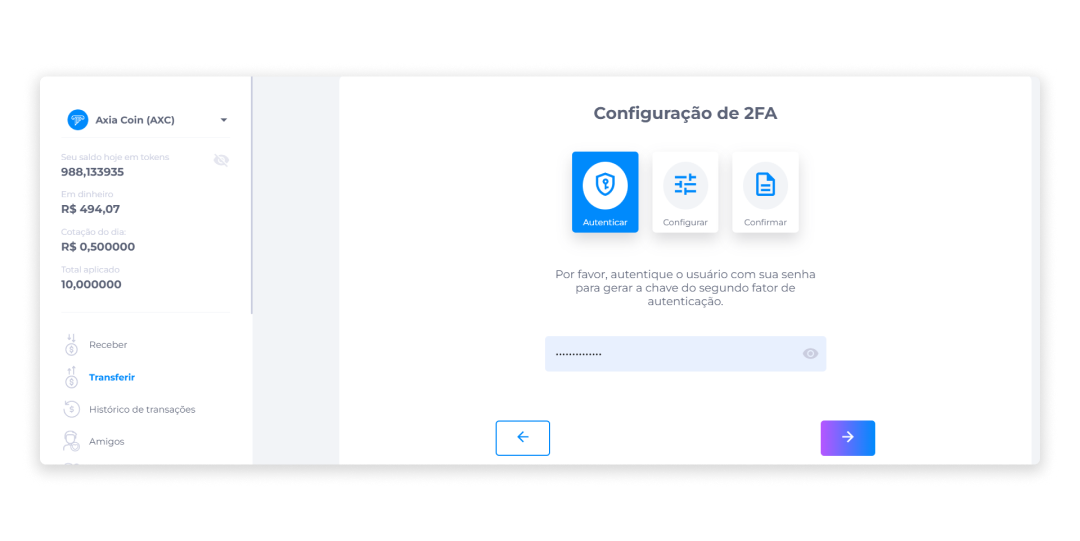 Axia Coin (AXC)
Seu saldo hoje em tokens
988,133935
Em dinheiro
R$ 494,07
Cotação do dia:
R$ 0,500000
Total aplicado
10,000000
Receber
Transferir
Histórico de transações
Amigos
Configuração de 2FA
Autenticar
Configurar
Confirmar
Por favor, autentique o usuário com sua senha
para gerar a chave do segundo fator de
autenticação.